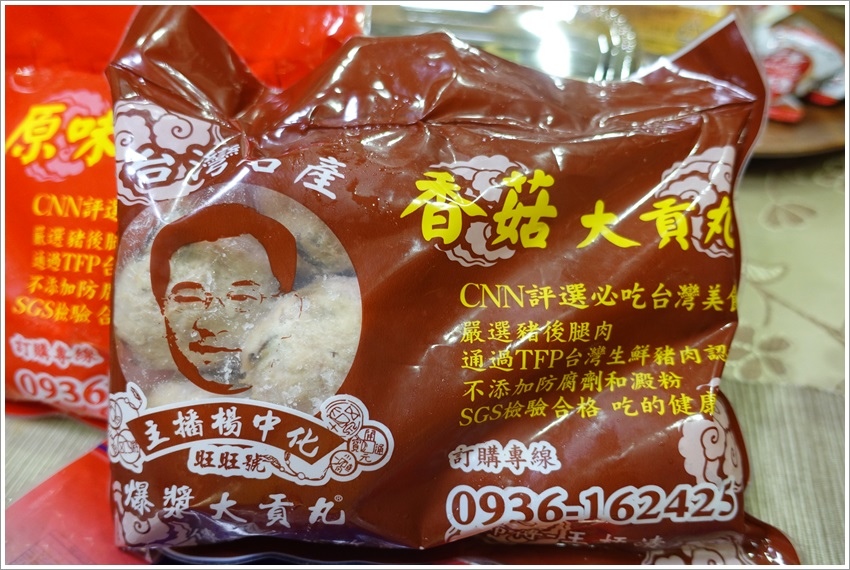 原味
CNN評選
嚴選豬後腿
通過TFP台
不添加防腐
SGS檢驗 合
訂購專線
0936-
台灣名產
香菇大貢丸
CNN評選必吃台灣美食
嚴選豬後腿肉
通過TFP台灣生鮮豬肉認
不添加防腐劑和澱粉
SGS檢驗合格 吃的健康
主播楊中化
旺旺號
爆漿大貢丸®
訂購專線
0936-162425